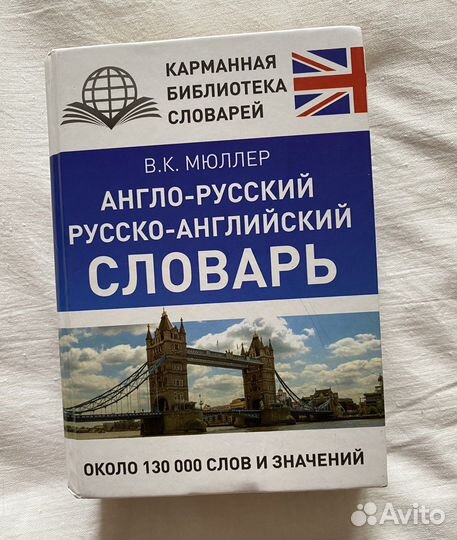 КАРМАННАЯ
БИБЛИОТЕКА
СЛОВАРЕЙ
В.К. МЮЛЛЕР
АНГЛО-РУССКИЙ
РУССКО-АНГЛИЙСКИЙ
СЛОВАРЬ
ОКОЛО 130 000 СЛОВ И ЗНАЧЕНИЙ
Avito